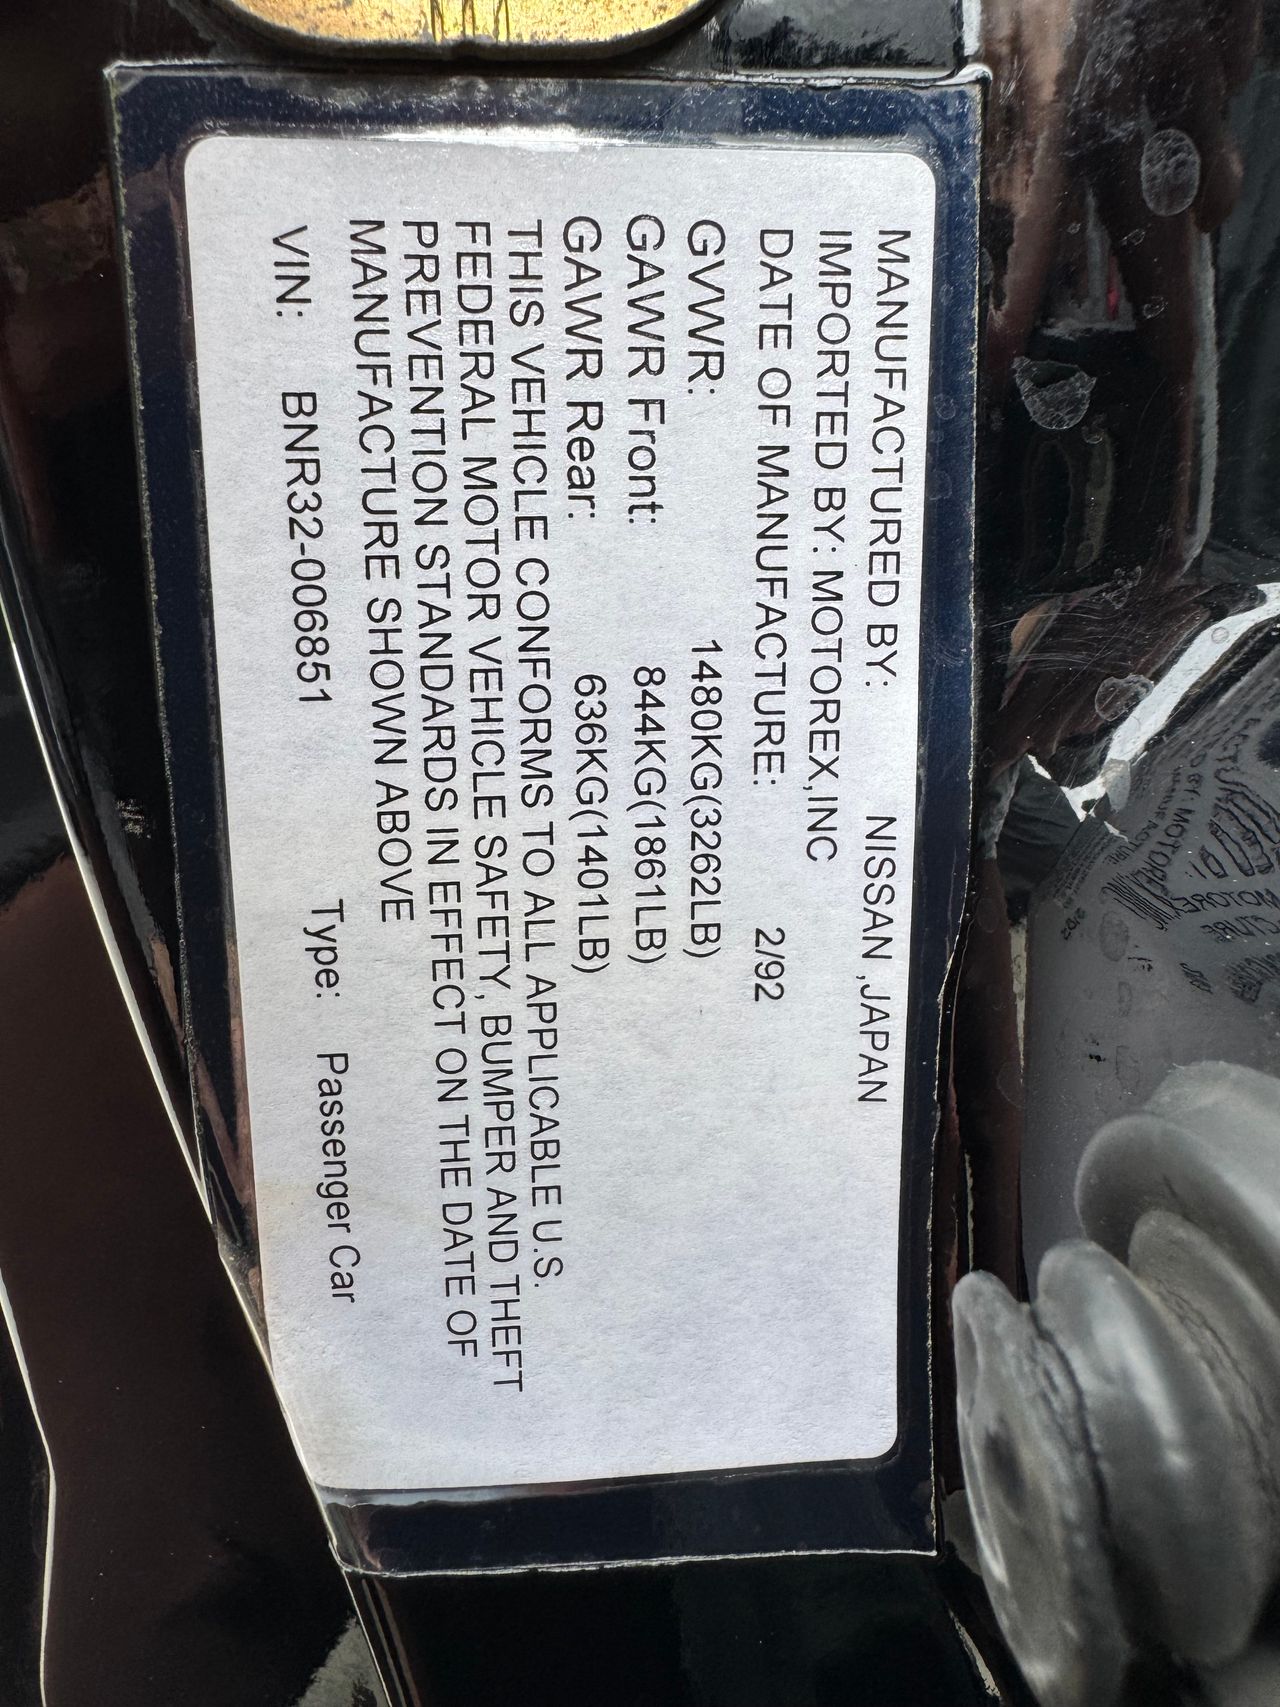 MANUFACTURED BY: NISSAN ,JAPAN
IMPORTED BY: MOTOREX,INC
DATE OF MANUFACTURE: 2/92
GVWR: 1480KG(3262LB)
GAWR Front: 844KG(1861LB)
GAWR Rear: 636KG(1401LB)
THIS VEHICLE CONFORMS TO ALL APPLICABLE U.S.
FEDERAL MOTOR VEHICLE SAFETY, BUMPER AND THEFT
PREVENTION STANDARDS IN EFFECT ON THE DATE OF
MANUFACTURE SHOWN ABOVE
VIN: BNR32-006851 Type: Passenger Car